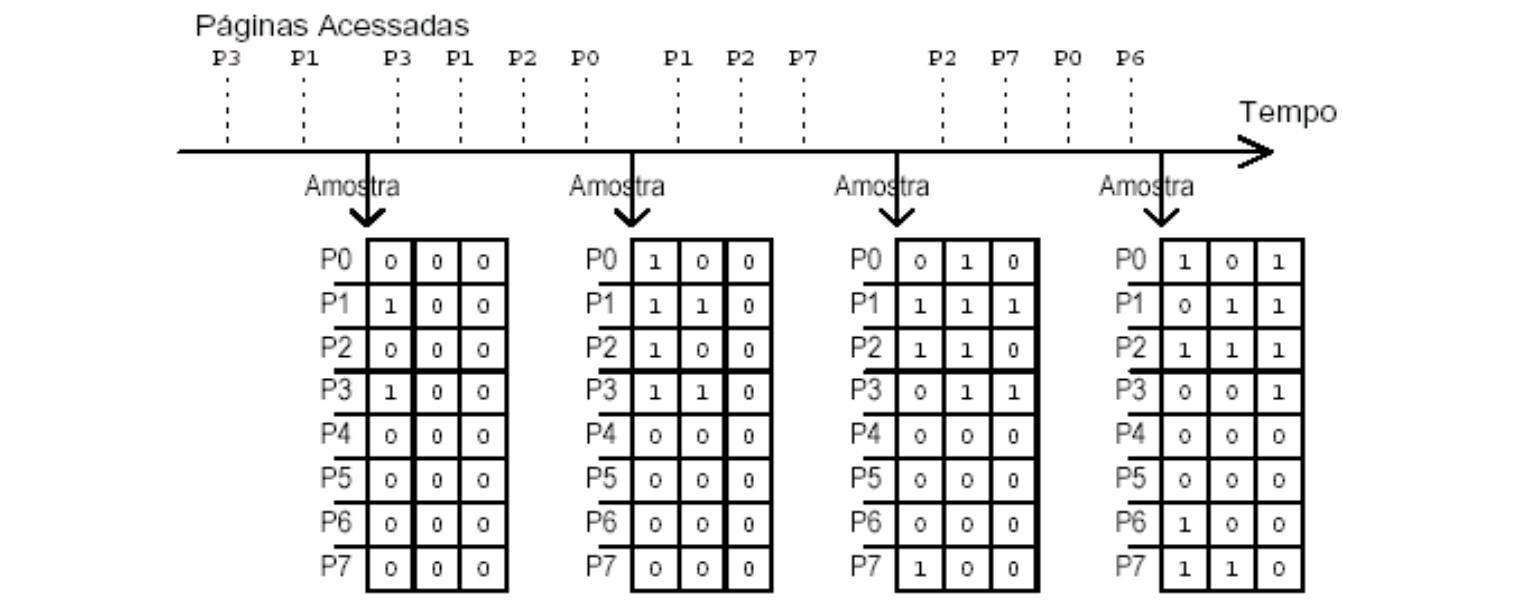 Páginas Acessadas
P3 P1 P3 P1 P2 P0 P1 P2 P7 P2 P7 P0 P6
Tempo
Amostra Amostra Amostra Amostra
P0 0 0 0 P0 1 0 0 P0 0 1 0 P0 1 0 1
P1 1 0 0 P1 1 1 0 P1 1 1 1 P1 0 1 1
P2 0 0 0 P2 1 0 0 P2 1 1 0 P2 1 1 1
P3 1 0 0 P3 1 1 0 P3 0 1 1 P3 0 0 1
P4 0 0 0 P4 0 0 0 P4 0 0 0 P4 0 0 0
P5 0 0 0 P5 0 0 0 P5 0 0 0 P5 0 0 0
P6 0 0 0 P6 0 0 0 P6 0 0 0 P6 1 0 0
P7 0 0 0 P7 0 0 0 P7 1 0 0 P7 1 1 0